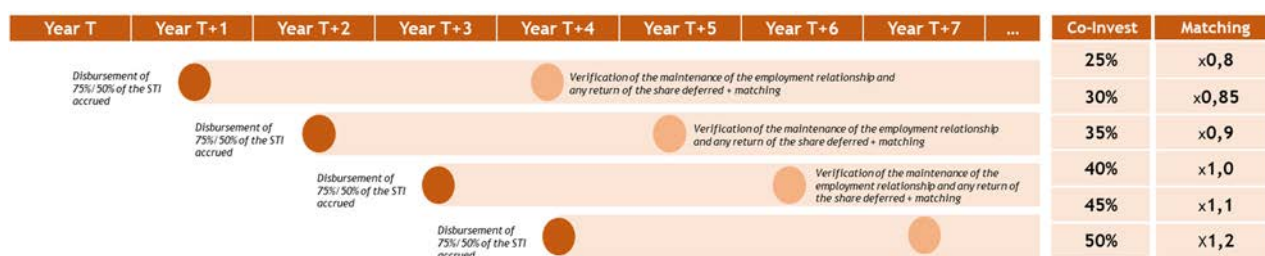 Year T Year T+1 Year T+2 Year T+3 Year T+4 Year T+5 Year T+6 Year T+7 ...
Co-Invest Matching
Disbursement of
75%/50% of the STI
accrued
Verification of the maintenance of the employment relationship and
any return of the share deferred + matching
Disbursement of
75%/50% of the STI
accrued
Verification of the maintenance of the employment relationship
and any return of the share deferred + matching
Disbursement of
75%/50% of the STI
accrued
Verification of the maintenance of the
employment relationship and any return of
the share deferred + matching
Disbursement of
75%/50% of the STI
accrued
25% x0,8
30% x0,85
35% x0,9
40% x1,0
45% x1,1
50% X1,2